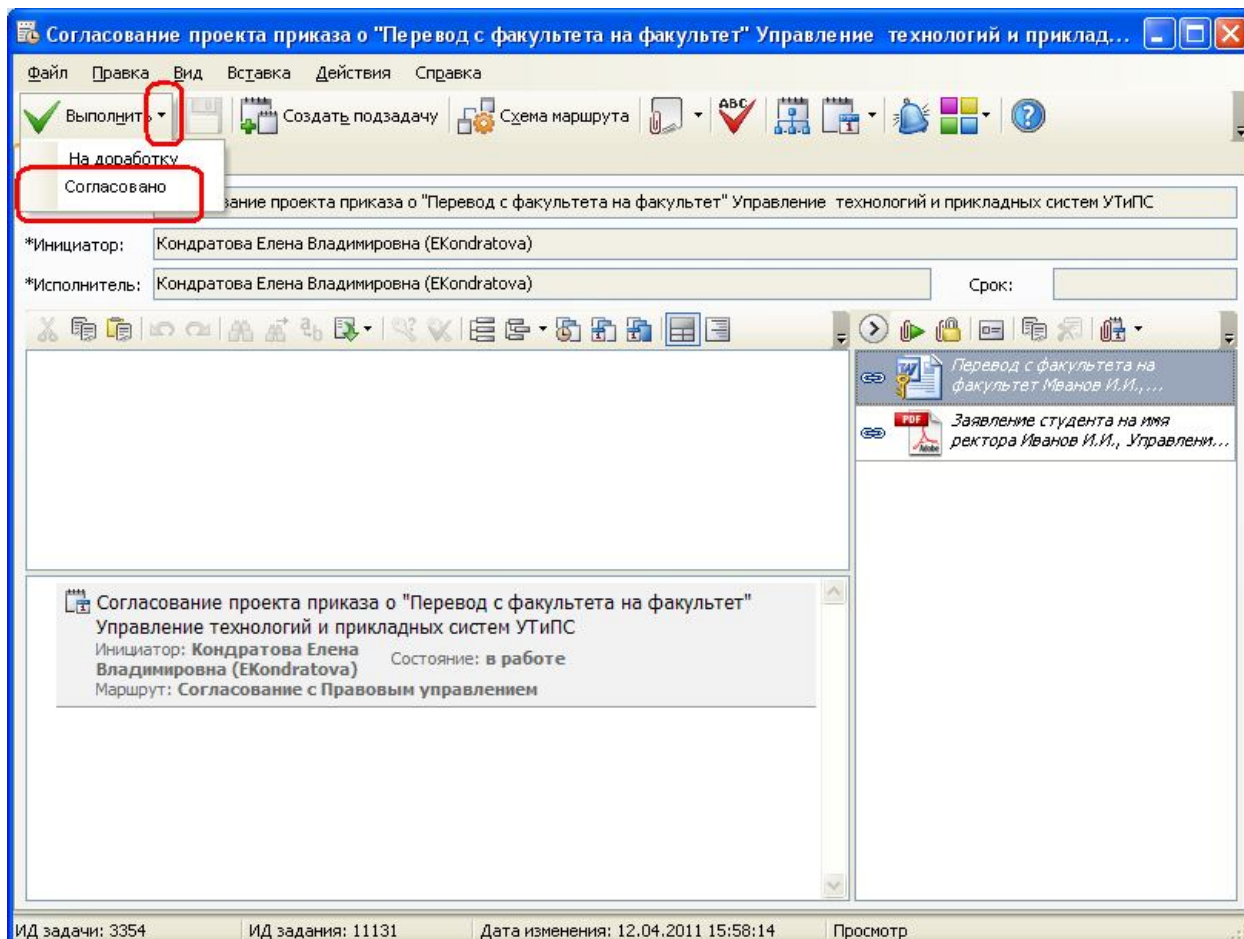 Согласование проекта приказа о "Перевод с факультета на факультет" Управление технологий и приклад...
Файл Правка Вид Вставка Действия Справка
Выполнить Создать подзадачу Схема маршрута ABC
На доработку
Согласовано
ание проекта приказа о "Перевод с факультета на факультет" Управление технологий и прикладных систем УТиПС
*Инициатор: Кондратова Елена Владимировна (EKondratova)
*Исполнитель: Кондратова Елена Владимировна (EKondratova) Срок:
Перевод с факультета на
факультет Мванов И.И.,...
PDF Заявление студента на имя
Adobe ректора Иванов И.И., Управлени...
Согласование проекта приказа о "Перевод с факультета на факультет"
Управление технологий и прикладных систем УТиПС
Инициатор: Кондратова Елена
Владимировна (EKondratova) Состояние: в работе
Маршрут: Согласование с Правовым управлением
ИД задачи: 3354 ИД задания: 11131 Дата изменения: 12.04.2011 15:58:14 Просмотр